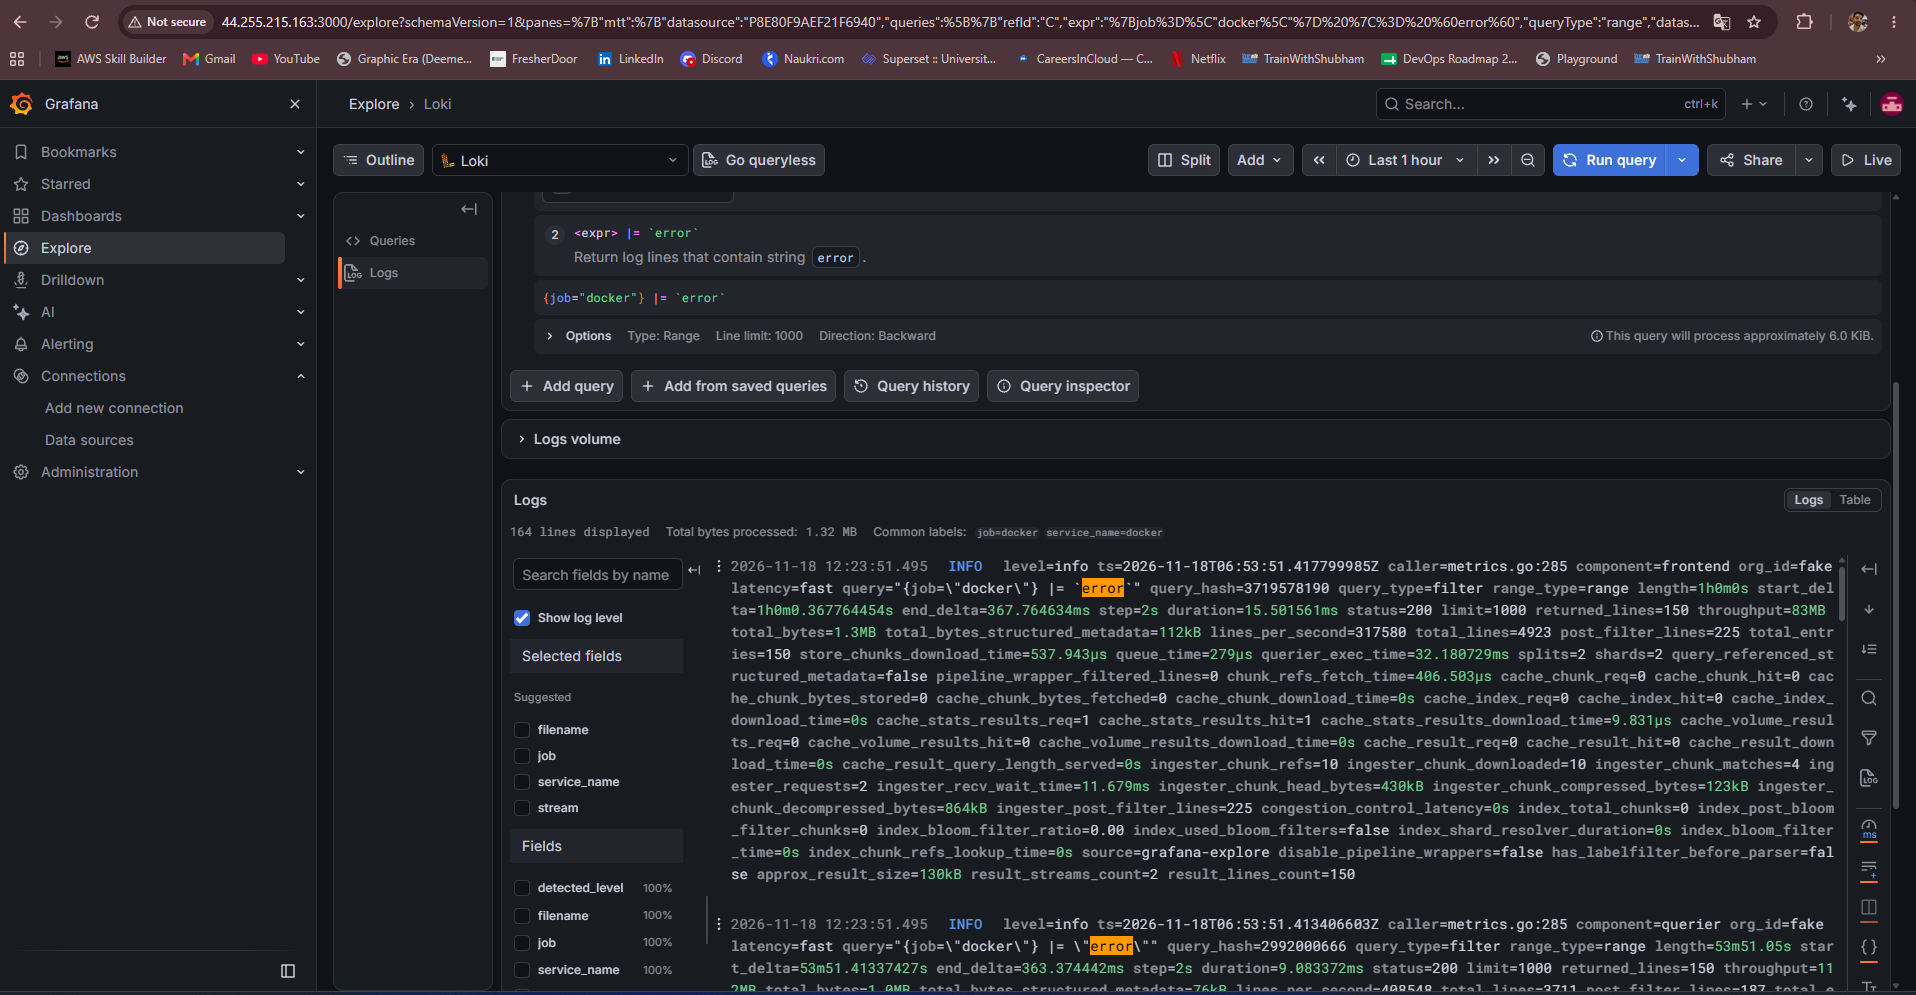 Not secure 44.255.215.163:3000/explore?schemaVersion=1&panes=%7B"mtt":%7B"datasource":"P8E80F9AEF21F6940","queries":%5B%7B"refId":"C","expr":"%7Bjob%3D%5C"docker%5C"%7D%20%7C%3D%20%60error%60","queryType":"range","datas...
AWS Skill Builder Gmail YouTube Graphic Era (Deeme... FresherDoor LinkedIn Discord Naukri.com Superset :: Universit... CareersInCloud — C... Netflix TrainWithShubham DevOps Roadmap 2... Playground TrainWithShubham
Grafana
Explore › Loki
Search... ctrl+k
Bookmarks
Starred
Dashboards
Explore
Drilldown
AI
Alerting
Connections
Add new connection
Data sources
Administration
Outline Loki Go queryless Split Add Last 1 hour Run query Share Live
Queries
Logs
2 <expr> |= `error`
Return log lines that contain string error .
{job="docker"} |= `error`
Options Type: Range Line limit: 1000 Direction: Backward This query will process approximately 6.0 KiB.
+ Add query + Add from saved queries Query history Query inspector
Logs volume
Logs Logs Table
164 lines displayed Total bytes processed: 1.32 MB Common labels: job=docker service_name=docker
Search fields by name
Show log level
Selected fields
Suggested
filename
job
service_name
stream
Fields
detected_level 100%
filename 100%
job 100%
service_name 100%
2026-11-18 12:23:51.495 INFO level=info ts=2026-11-18T06:53:51.417799985Z caller=metrics.go:285 component=frontend org_id=fake
latency=fast query="{job=\"docker\"} |= `error`" query_hash=3719578190 query_type=filter range_type=range length=1h0m0s start_del
ta=1h0m0.367764454s end_delta=367.764634ms step=2s duration=15.501561ms status=200 limit=1000 returned_lines=150 throughput=83MB
total_bytes=1.3MB total_bytes_structured_metadata=112kB lines_per_second=317580 total_lines=4923 post_filter_lines=225 total_entr
ies=150 store_chunks_download_time=537.943µs queue_time=279µs querier_exec_time=32.180729ms splits=2 shards=2 query_referenced_st
ructured_metadata=false pipeline_wrapper_filtered_lines=0 chunk_refs_fetch_time=406.503µs cache_chunk_req=0 cache_chunk_hit=0 cac
he_chunk_bytes_stored=0 cache_chunk_bytes_fetched=0 cache_chunk_download_time=0s cache_index_req=0 cache_index_hit=0 cache_index_
download_time=0s cache_stats_results_req=1 cache_stats_results_hit=1 cache_stats_results_download_time=9.831µs cache_volume_resul
ts_req=0 cache_volume_results_hit=0 cache_volume_results_download_time=0s cache_result_req=0 cache_result_hit=0 cache_result_down
load_time=0s cache_result_query_length_served=0s ingester_chunk_refs=10 ingester_chunk_downloaded=10 ingester_chunk_matches=4 ing
ester_requests=2 ingester_recv_wait_time=11.679ms ingester_chunk_head_bytes=430kB ingester_chunk_compressed_bytes=123kB ingester_
chunk_decompressed_bytes=864kB ingester_post_filter_lines=225 congestion_control_latency=0s index_total_chunks=0 index_post_bloom
_filter_chunks=0 index_bloom_filter_ratio=0.00 index_used_bloom_filters=false index_shard_resolver_duration=0s index_bloom_filter
_time=0s index_chunk_refs_lookup_time=0s source=grafana-explore disable_pipeline_wrappers=false has_labelfilter_before_parser=fal
se approx_result_size=130kB result_streams_count=2 result_lines_count=150
2026-11-18 12:23:51.495 INFO level=info ts=2026-11-18T06:53:51.413406603Z caller=metrics.go:285 component=querier org_id=fake
latency=fast query="{job=\"docker\"} |= \"error\"" query_hash=2992000666 query_type=filter range_type=range length=53m51.05s star
t_delta=53m51.41337427s end_delta=363.374442ms step=2s duration=9.083372ms status=200 limit=1000 returned_lines=150 throughput=11
2MB total_bytes=1.0MB total_bytes_structured_metadata=76kB lines_per_second=408548 total_lines=3711 post_filter_lines=187 total_e
LOG
ms